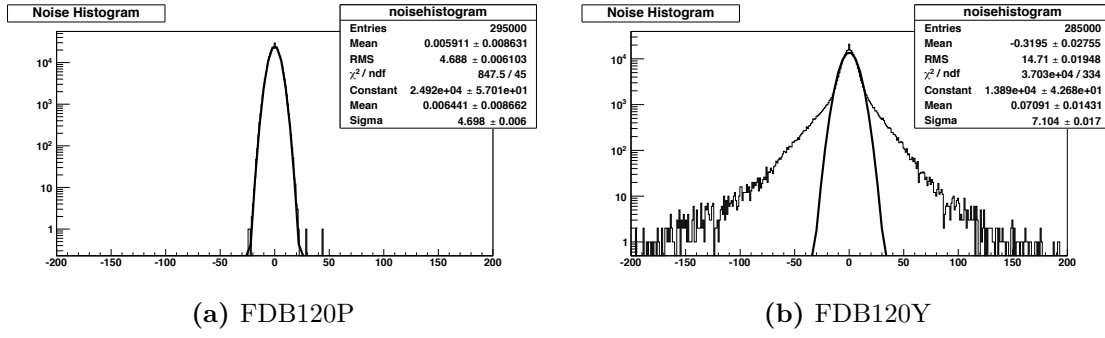 Noise Histogram
noisehistogram
Entries 295000
Mean 0.005911 ± 0.008631
RMS 4.688 ± 0.006103
χ² / ndf 847.5 / 45
Constant 2.492e+04 ± 5.701e+01
Mean 0.006441 ± 0.008662
Sigma 4.698 ± 0.006
10⁴
10³
10²
10
1
-200 -150 -100 -50 0 50 100 150 200
(a) FDB120P
Noise Histogram
noisehistogram
Entries 285000
Mean -0.3195 ± 0.02755
RMS 14.71 ± 0.01948
χ² / ndf 3.703e+04 / 334
Constant 1.389e+04 ± 4.268e+01
Mean 0.07091 ± 0.01431
Sigma 7.104 ± 0.017
10⁴
10³
10²
10
1
-200 -150 -100 -50 0 50 100 150 200
(b) FDB120Y